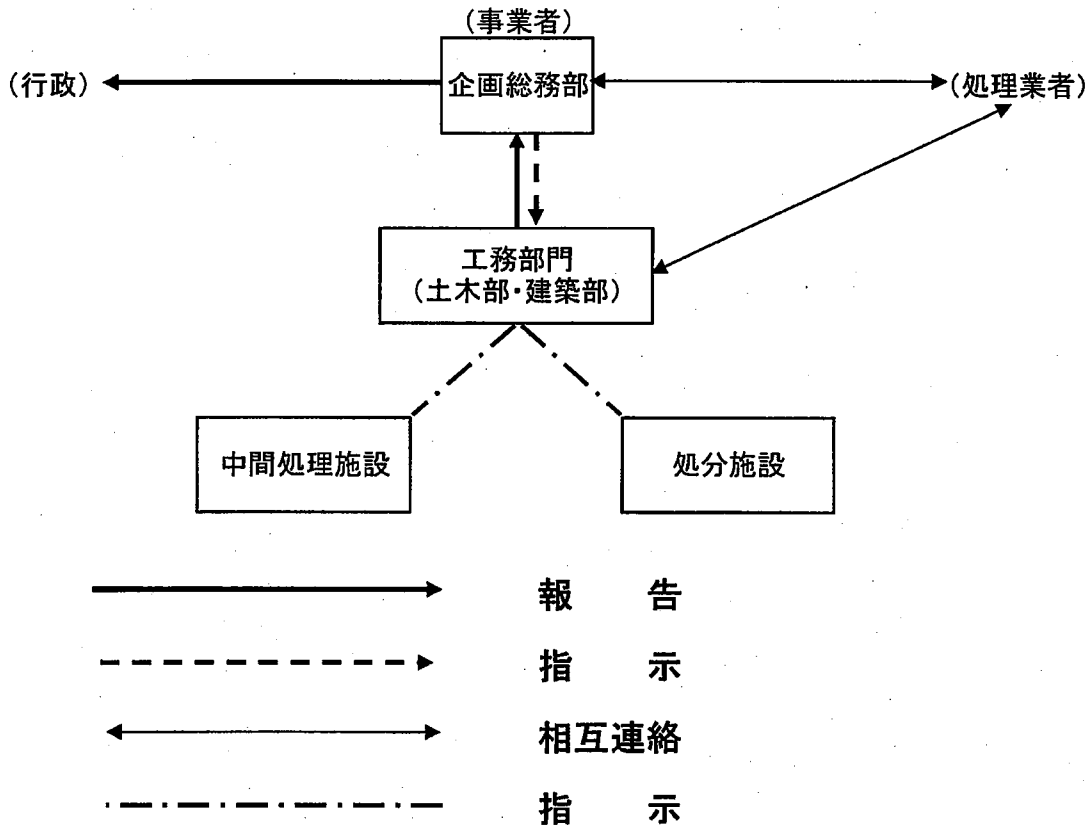 (事業者)
(行政)
企画総務部
(処理業者)
工務部門
(土木部・建築部)
中間処理施設
処分施設
報 告
指 示
相互連絡
指 示